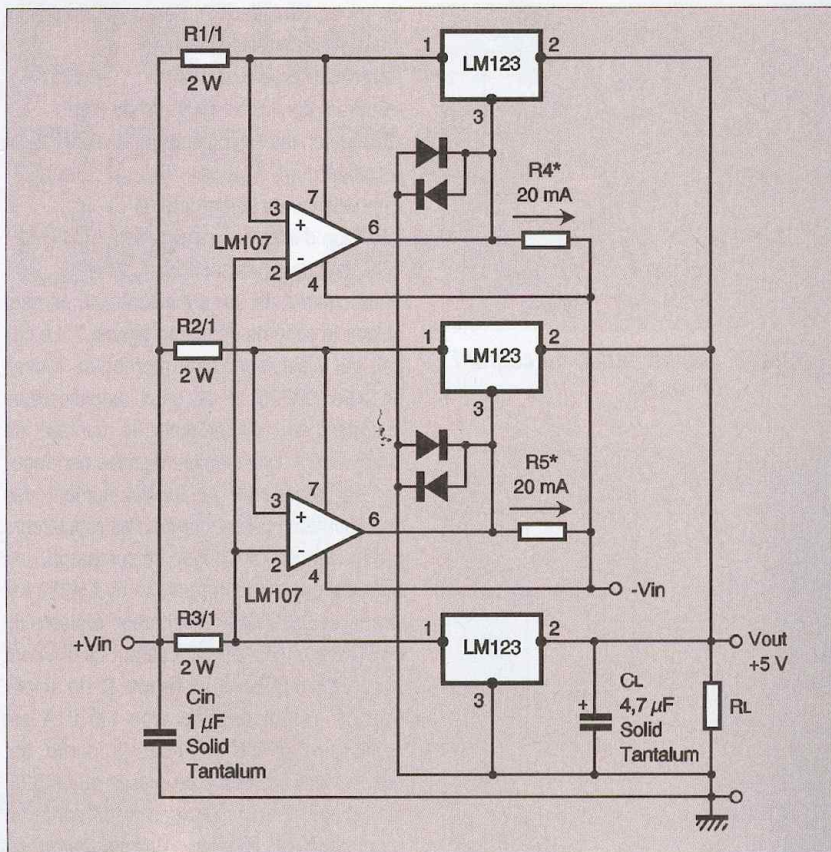 R1/1
2 W
1
LM123
2
3
R4*
20 mA
3
+
7
6
LM107
2
-
4
R2/1
2 W
1
LM123
2
3
R5*
20 mA
3
+
7
6
2
-
4
LM107
-Vin
+Vin
R3/1
2 W
1
LM123
2
3
Vout
+5 V
Cin
1 µF
Solid
Tantalum
+
CL
4,7 µF
Solid
Tantalum
RL